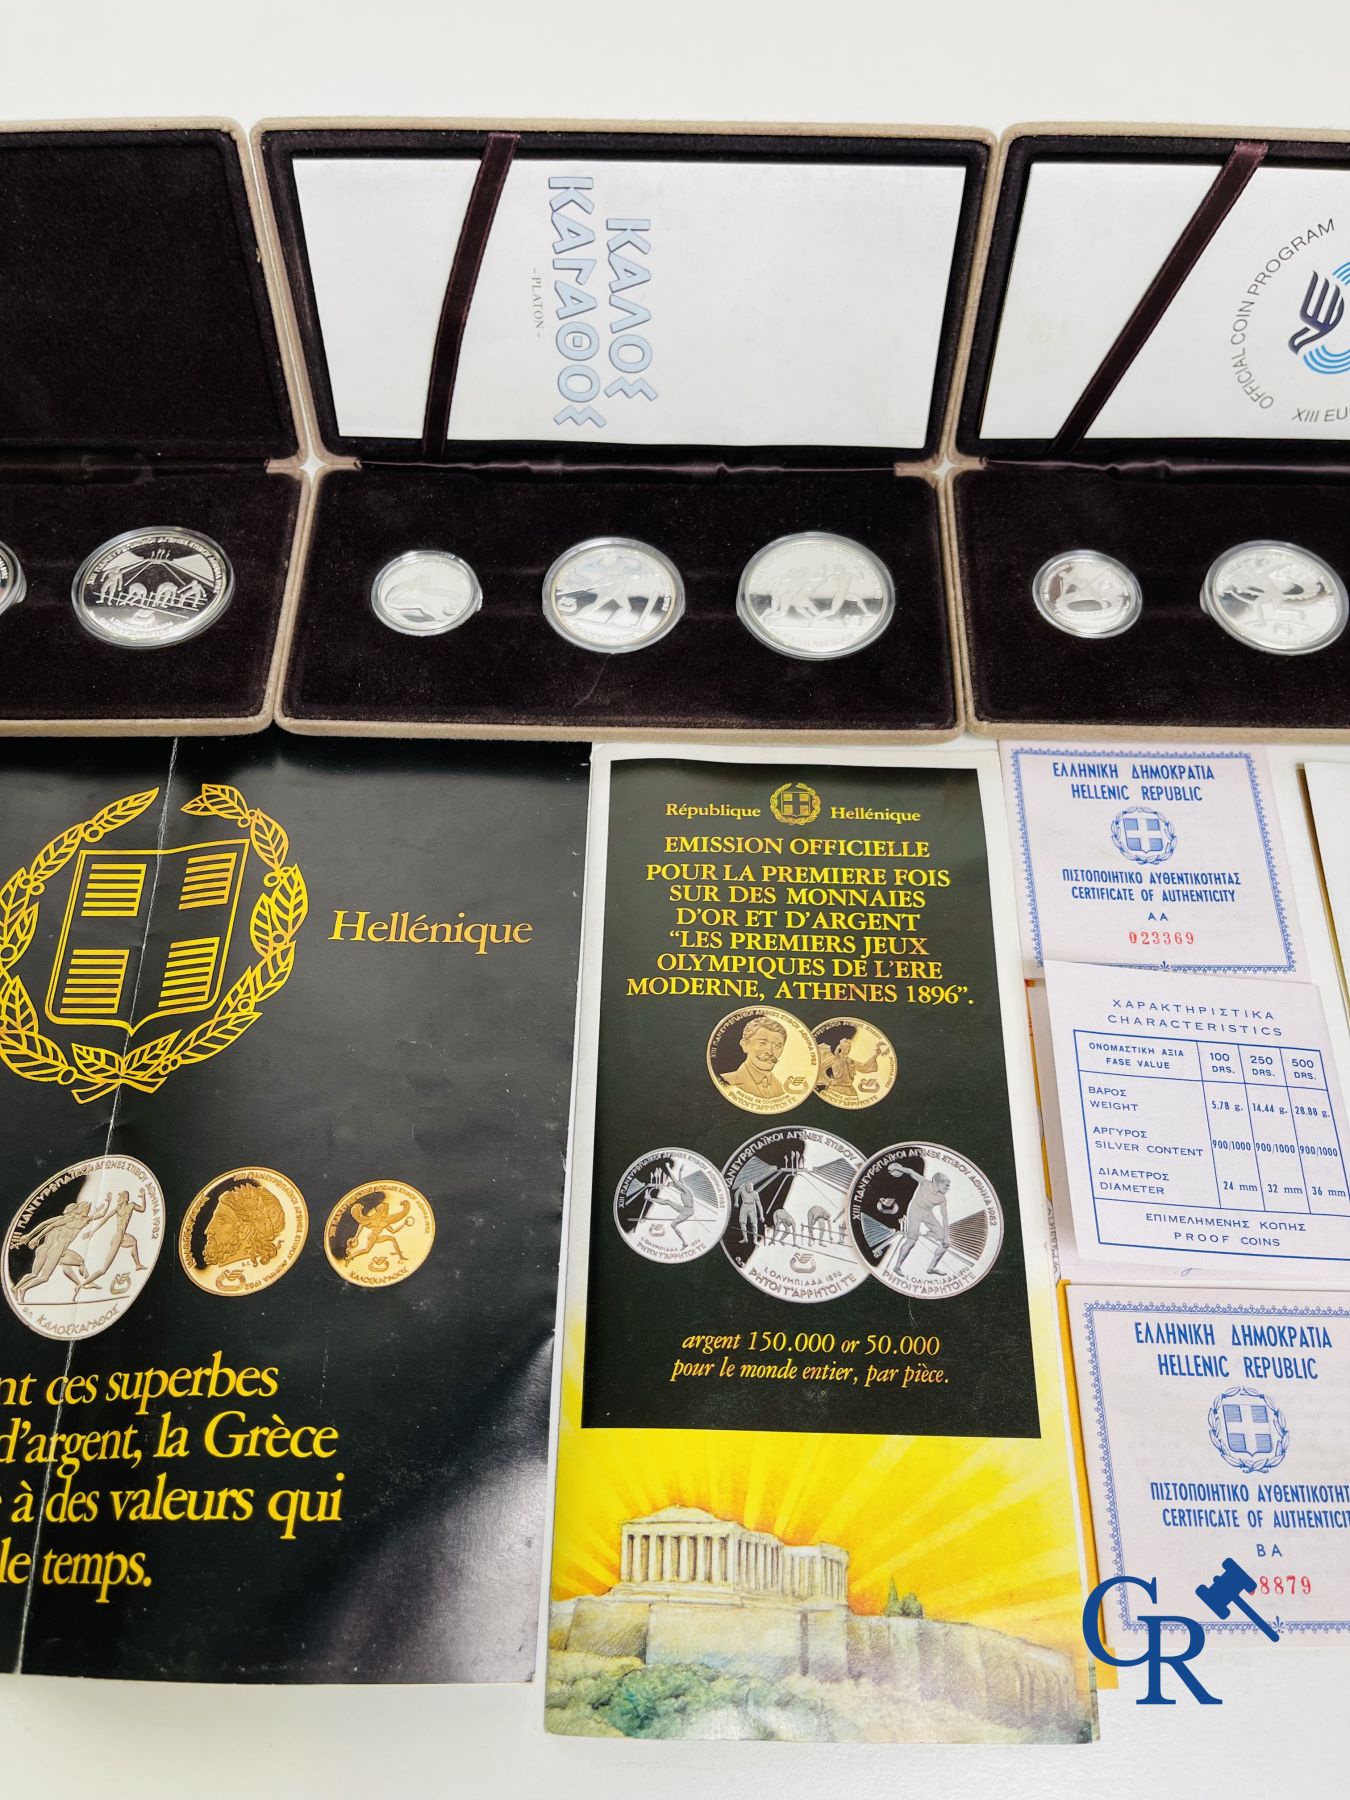 ΚΑΛΟΣ
ΚΑΓΑΘΟΣ
- PLATON -
OFFICIAL COIN PROGRAM
XIII EU
Hellénique
nt ces superbes
d'argent, la Grèce
à des valeurs qui
le temps.
République Hellénique
EMISSION OFFICIELLE
POUR LA PREMIERE FOIS
SUR DES MONNAIES
D'OR ET D'ARGENT
“LES PREMIERS JEUX
OLYMPIQUES DE L'ERE
MODERNE, ATHENES 1896”.
argent 150.000 or 50.000
pour le monde entier, par pièce.
ΕΛΛΗΝΙΚΗ ΔΗΜΟΚΡΑΤΙΑ
HELLENIC REPUBLIC
ΠΙΣΤΟΠΟΙΗΤΙΚΟ ΑΥΘΕΝΤΙΚΟΤΗΤΑΣ
CERTIFICATE OF AUTHENTICITY
AA
023369
ΧΑΡΑΚΤΗΡΙΣΤΙΚΑ
CHARACTERISTICS
ΟΝΟΜΑΣΤΙΚΗ ΑΞΙΑ 100 250 500
FASE VALUE DRS. DRS. DRS.
ΒΑΡΟΣ
WEIGHT 5.78 g. 14.44 g. 28.88 g.
ΑΡΓΥΡΟΣ
SILVER CONTENT 900/1000 900/1000 900/1000
ΔΙΑΜΕΤΡΟΣ
DIAMETER 24 mm 32 mm 36 mm
ΕΠΙΜΕΛΗΜΕΝΗΣ ΚΟΠΗΣ
PROOF COINS
ΕΛΛΗΝΙΚΗ ΔΗΜΟΚΡΑΤΙΑ
HELLENIC REPUBLIC
ΠΙΣΤΟΠΟΙΗΤΙΚΟ ΑΥΘΕΝΤΙΚΟΤΗΤ
CERTIFICATE OF AUTHENTICIT
BA
8879
GR